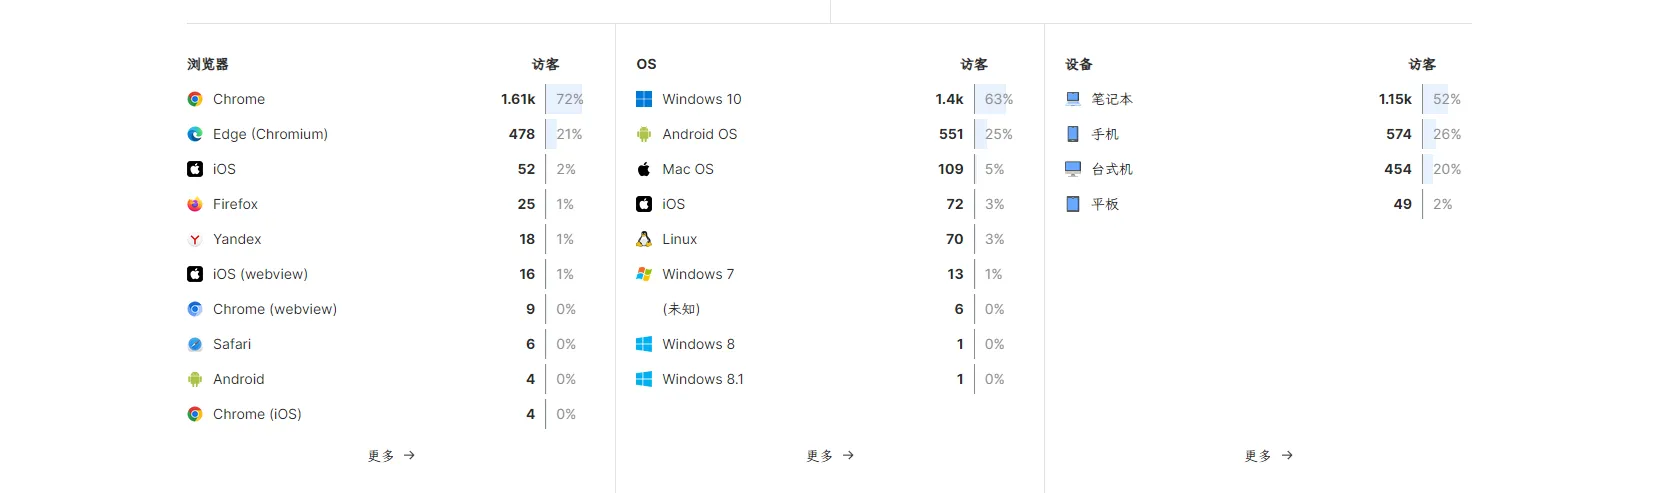 浏览器 访客
Chrome 1.61k 72%
Edge (Chromium) 478 21%
iOS 52 2%
Firefox 25 1%
Yandex 18 1%
iOS (webview) 16 1%
Chrome (webview) 9 0%
Safari 6 0%
Android 4 0%
Chrome (iOS) 4 0%
更多 →
OS 访客
Windows 10 1.4k 63%
Android OS 551 25%
Mac OS 109 5%
iOS 72 3%
Linux 70 3%
Windows 7 13 1%
(未知) 6 0%
Windows 8 1 0%
Windows 8.1 1 0%
更多 →
设备 访客
笔记本 1.15k 52%
手机 574 26%
台式机 454 20%
平板 49 2%
更多 →